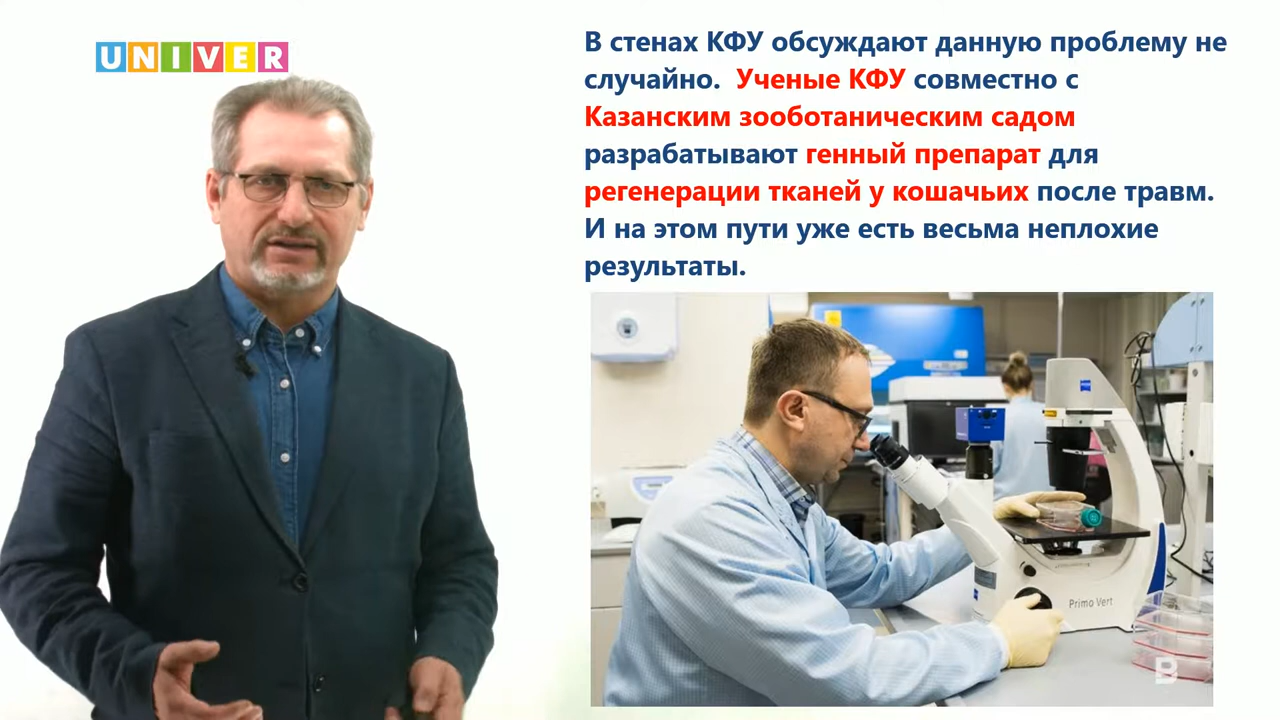 UNIVER
В стенах КФУ обсуждают данную проблему не
случайно. Ученые КФУ совместно с
Казанским зооботаническим садом
разрабатывают генный препарат для
регенерации тканей у кошачьих после травм.
И на этом пути уже есть весьма неплохие
результаты.
Primo Vert
B